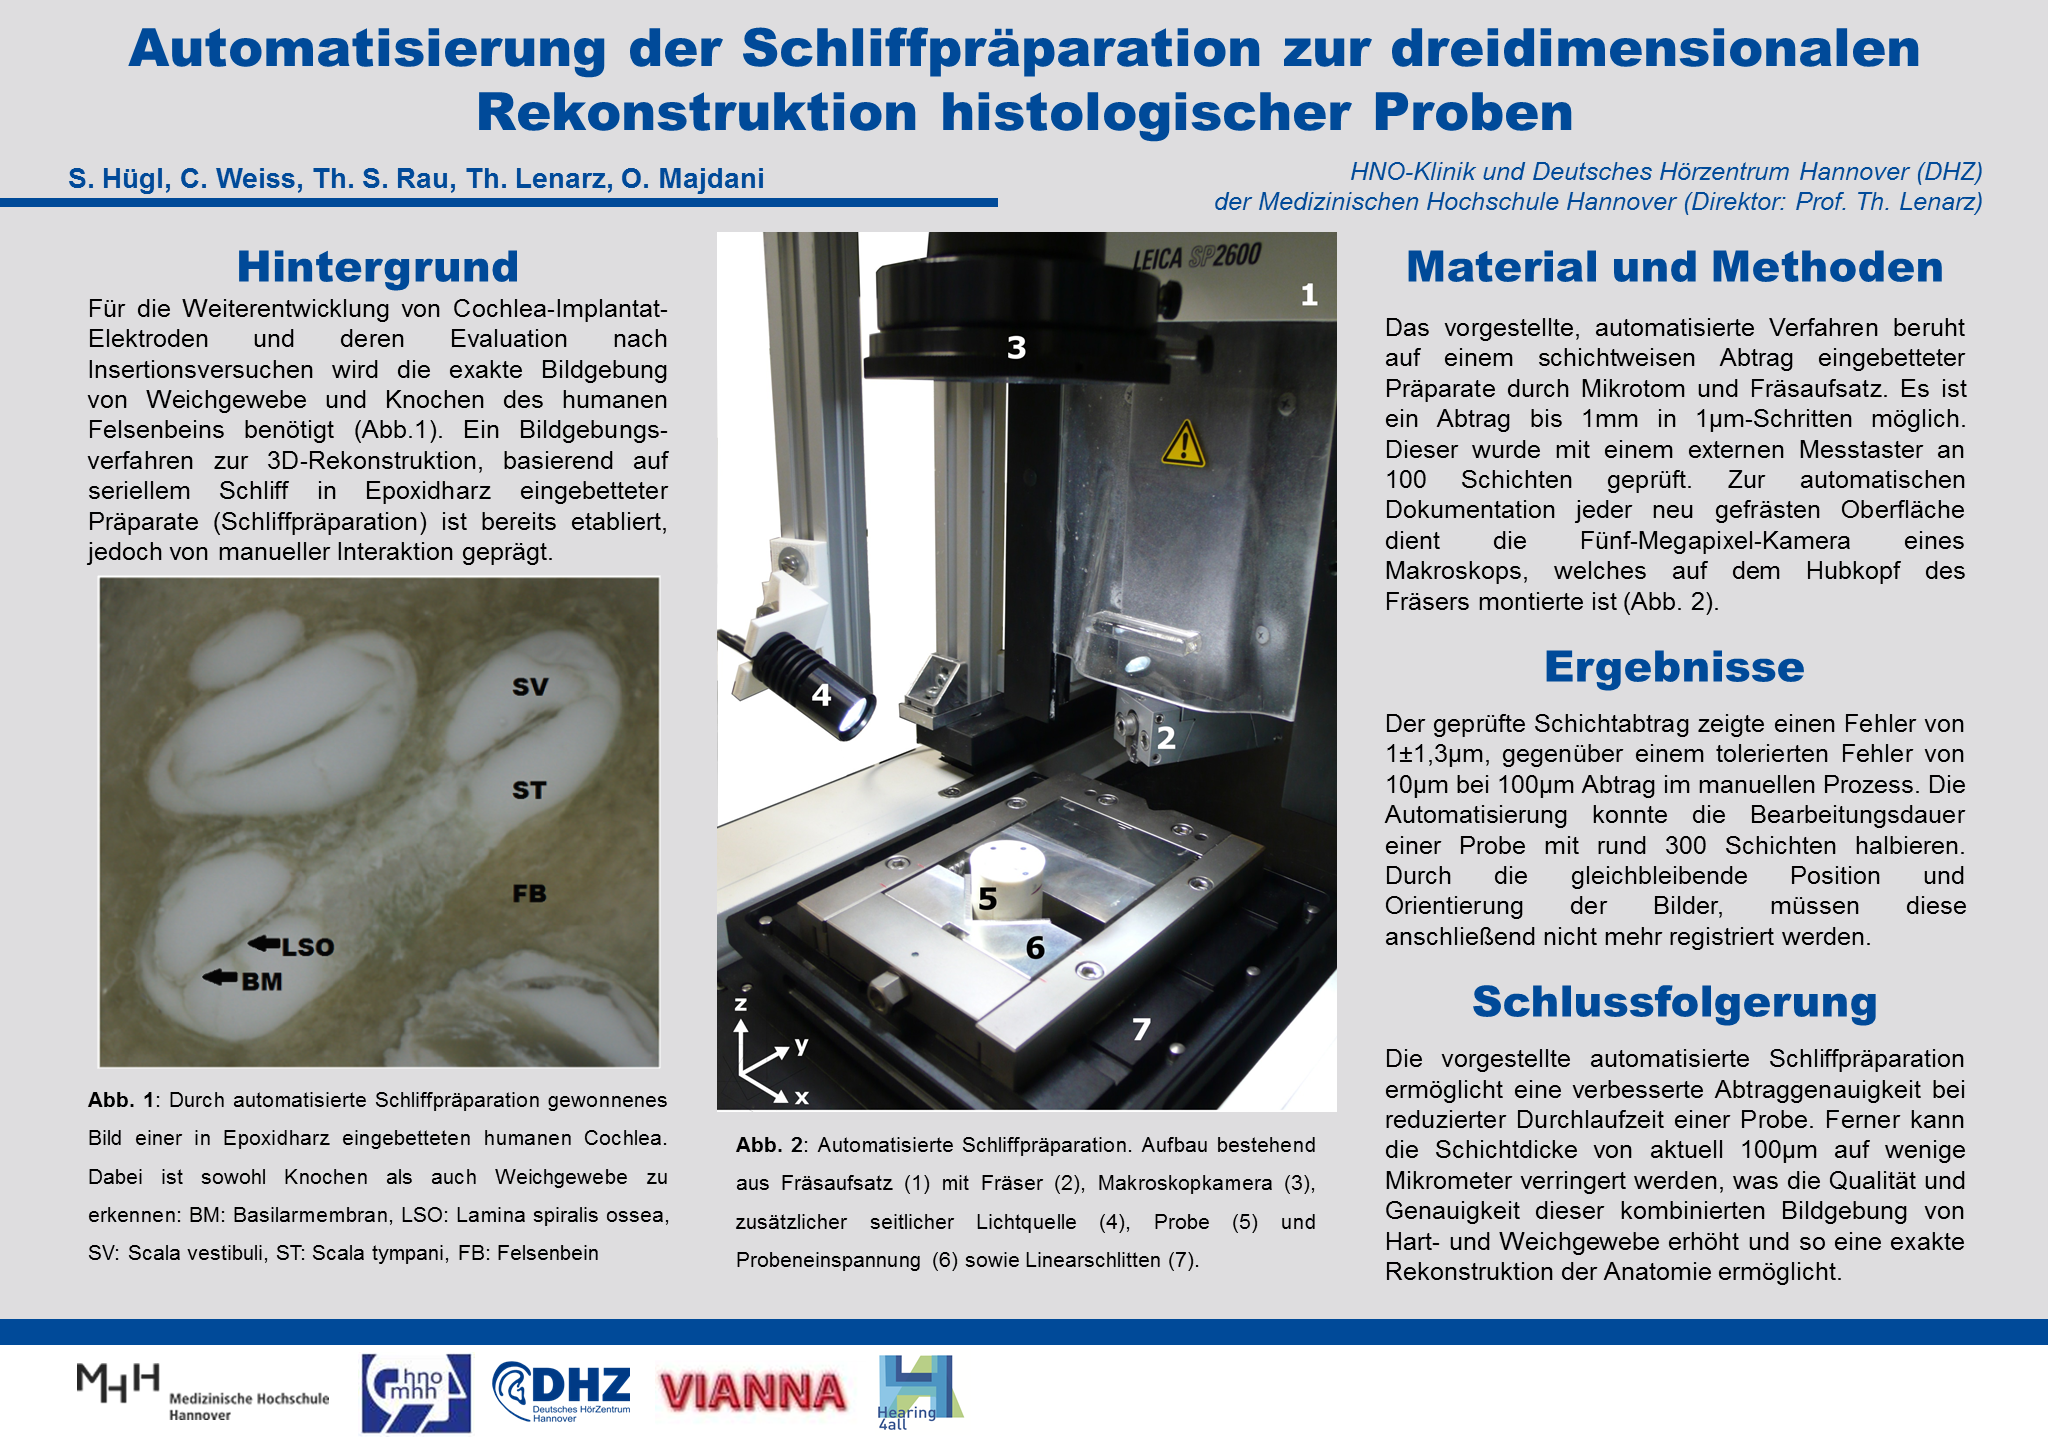 Automatisierung der Schliffpräparation zur dreidimensionalen
Rekonstruktion histologischer Proben
S. Hügl, C. Weiss, Th. S. Rau, Th. Lenarz, O. Majdani
HNO-Klinik und Deutsches Hörzentrum Hannover (DHZ)
der Medizinischen Hochschule Hannover (Direktor: Prof. Th. Lenarz)
Hintergrund
Für die Weiterentwicklung von Cochlea-Implantat-
Elektroden und deren Evaluation nach
Insertionsversuchen wird die exakte Bildgebung
von Weichgewebe und Knochen des humanen
Felsenbeins benötigt (Abb.1). Ein Bildgebungs-
verfahren zur 3D-Rekonstruktion, basierend auf
seriellem Schliff in Epoxidharz eingebetteter
Präparate (Schliffpräparation) ist bereits etabliert,
jedoch von manueller Interaktion geprägt.
SV
ST
FB
LSO
BM
Abb. 1: Durch automatisierte Schliffpräparation gewonnenes
Bild einer in Epoxidharz eingebetteten humanen Cochlea.
Dabei ist sowohl Knochen als auch Weichgewebe zu
erkennen: BM: Basilarmembran, LSO: Lamina spiralis ossea,
SV: Scala vestibuli, ST: Scala tympani, FB: Felsenbein
LEICA SP2600
1
3
4
2
5
6
7
z
y
x
Abb. 2: Automatisierte Schliffpräparation. Aufbau bestehend
aus Fräsaufsatz (1) mit Fräser (2), Makroskopkamera (3),
zusätzlicher seitlicher Lichtquelle (4), Probe (5) und
Probeneinspannung (6) sowie Linearschlitten (7).
Material und Methoden
Das vorgestellte, automatisierte Verfahren beruht
auf einem schichtweisen Abtrag eingebetteter
Präparate durch Mikrotom und Fräsaufsatz. Es ist
ein Abtrag bis 1mm in 1µm-Schritten möglich.
Dieser wurde mit einem externen Messtaster an
100 Schichten geprüft. Zur automatischen
Dokumentation jeder neu gefrästen Oberfläche
dient die Fünf-Megapixel-Kamera eines
Makroskops, welches auf dem Hubkopf des
Fräsers montierte ist (Abb. 2).
Ergebnisse
Der geprüfte Schichtabtrag zeigte einen Fehler von
1±1,3µm, gegenüber einem tolerierten Fehler von
10µm bei 100µm Abtrag im manuellen Prozess. Die
Automatisierung konnte die Bearbeitungsdauer
einer Probe mit rund 300 Schichten halbieren.
Durch die gleichbleibende Position und
Orientierung der Bilder, müssen diese
anschließend nicht mehr registriert werden.
Schlussfolgerung
Die vorgestellte automatisierte Schliffpräparation
ermöglicht eine verbesserte Abtraggenauigkeit bei
reduzierter Durchlaufzeit einer Probe. Ferner kann
die Schichtdicke von aktuell 100µm auf wenige
Mikrometer verringert werden, was die Qualität und
Genauigkeit dieser kombinierten Bildgebung von
Hart- und Weichgewebe erhöht und so eine exakte
Rekonstruktion der Anatomie ermöglicht.
MHH
Medizinische Hochschule
Hannover
hno
mhh
DHZ
Deutsches HörZentrum
Hannover
VIANNA
Hearing
4all